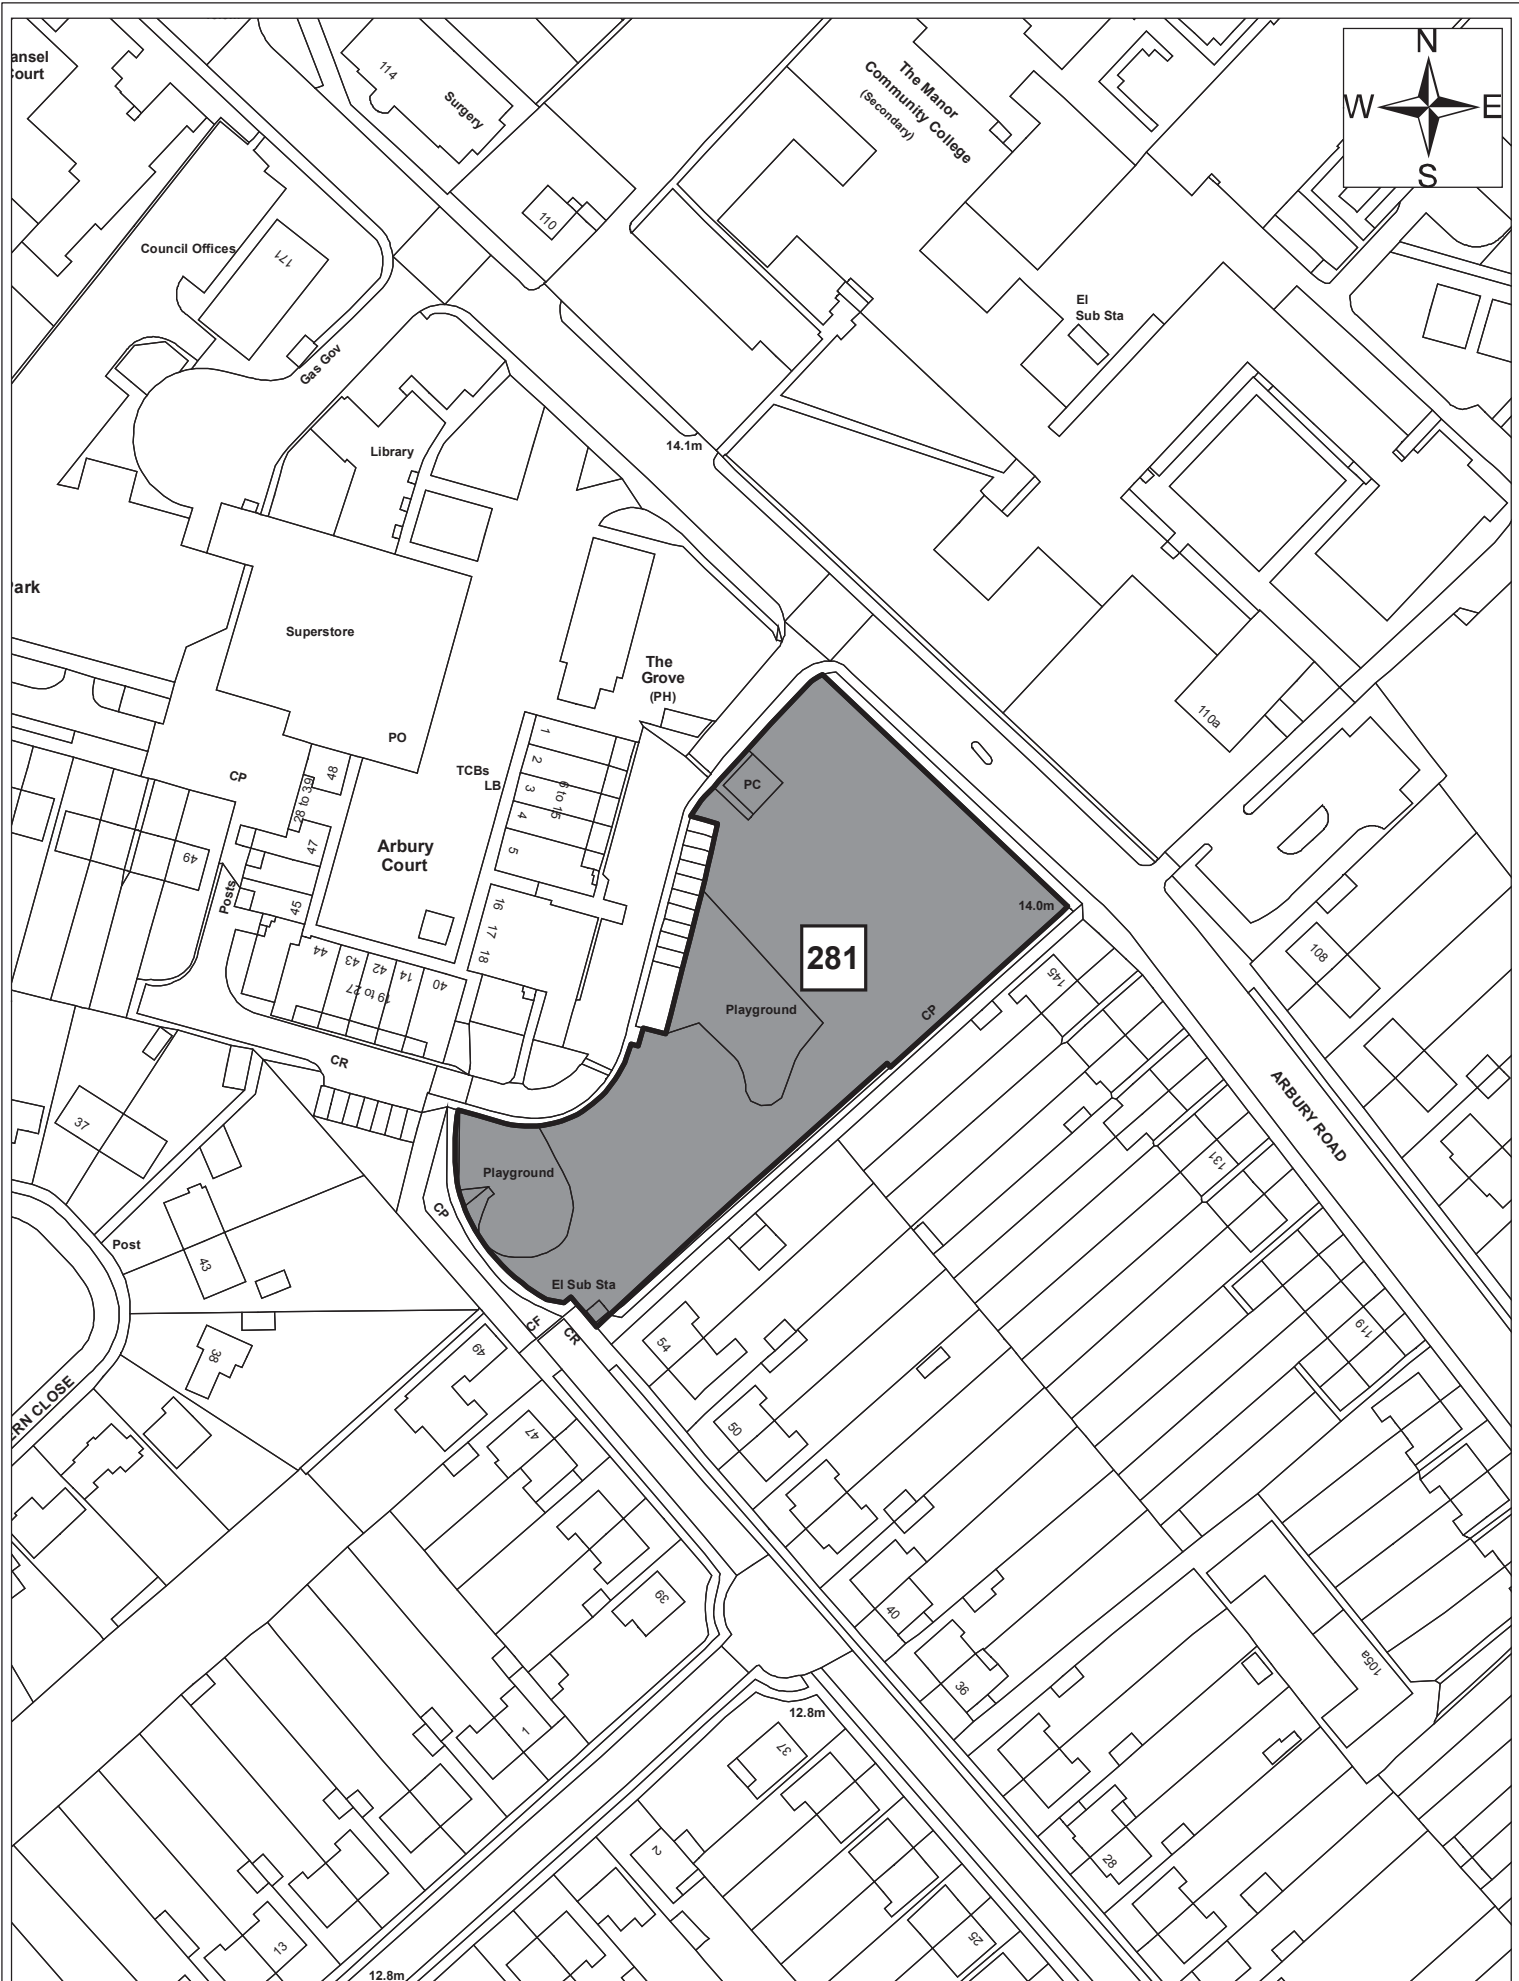 ansel
Court
114
Surgery
The Manor
Community College
(Secondary)
N
W
E
S
110
Council Offices
171
Gas Gov
El
Sub Sta
Library
14.1m
ark
Superstore
The
Grove
(PH)
110a
PO
CP
48
28 to 39
TCBs
LB
1
2
3
4
5
6 to 15
PC
47
Arbury
Court
49
Posts
45
16
17
18
44
43
42
14
40
19 to 27
14.0m
281
108
145
Playground
CP
CR
ARBURY ROAD
37
131
Playground
CP
Post
43
El Sub Sta
CF
CR
54
119
38
49
ERN CLOSE
50
47
39
40
36
105a
1
12.8m
37
2
28
25
13
12.8m